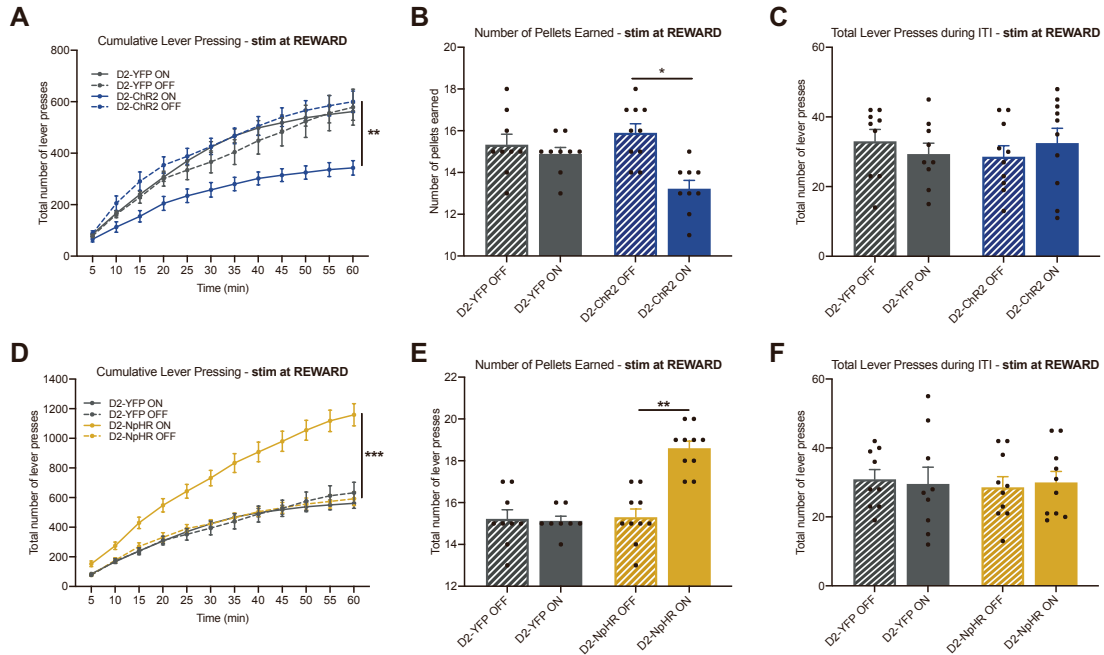 A
Cumulative Lever Pressing - stim at REWARD
Total number of lever presses
800
600
400
200
0
D2-YFP ON
D2-YFP OFF
D2-ChR2 ON
D2-ChR2 OFF
**
5 10 15 20 25 30 35 40 45 50 55 60
Time (min)
B
Number of Pellets Earned - stim at REWARD
Number of pellets earned
20
18
16
14
12
10
*
D2-YFP OFF
D2-YFP ON
D2-ChR2 OFF
D2-ChR2 ON
C
Total Lever Presses during ITI - stim at REWARD
Total number of lever presses
60
40
20
0
D2-YFP OFF
D2-YFP ON
D2-ChR2 OFF
D2-ChR2 ON
D
Cumulative Lever Pressing - stim at REWARD
Total number of lever presses
1400
1200
1000
800
600
400
200
0
D2-YFP ON
D2-YFP OFF
D2-NpHR ON
D2-NpHR OFF
***
5 10 15 20 25 30 35 40 45 50 55 60
Time (min)
E
Number of Pellets Earned - stim at REWARD
Total number of lever presses
22
20
18
16
14
12
**
D2-YFP OFF
D2-YFP ON
D2-NpHR OFF
D2-NpHR ON
F
Total Lever Presses during ITI - stim at REWARD
Total number of lever presses
60
40
20
0
D2-YFP OFF
D2-YFP ON
D2-NpHR OFF
D2-NpHR ON